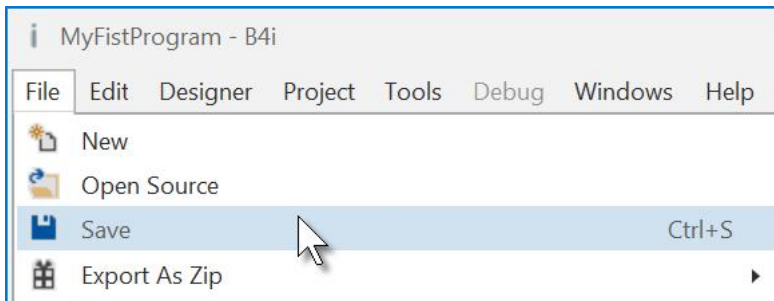 MyFistProgram - B4i
File Edit Designer Project Tools Debug Windows Help
New
Open Source
Save Ctrl+S
Export As Zip